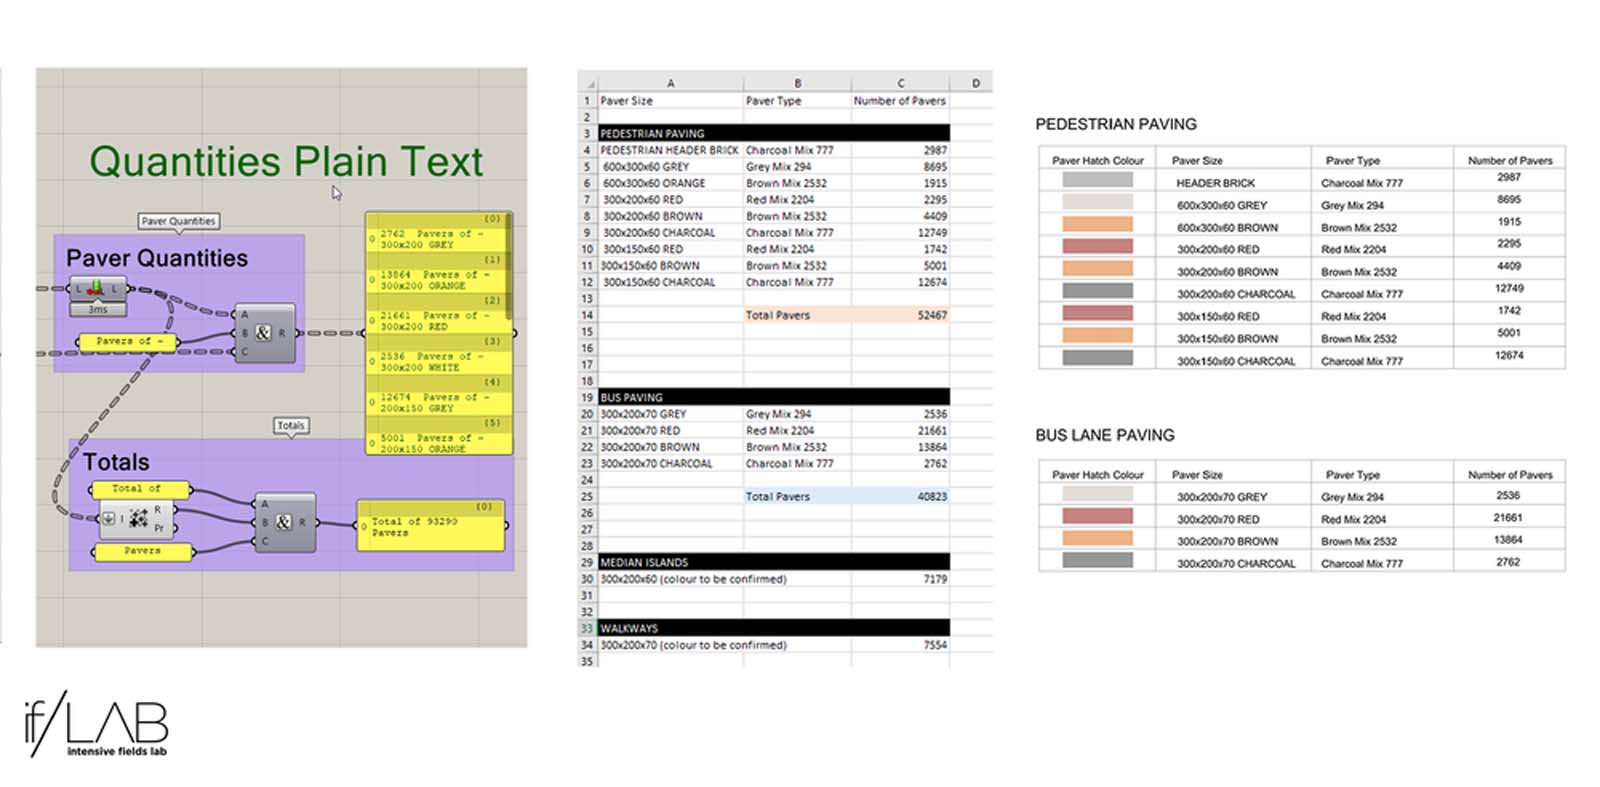 Quantities Plain Text
Paver Quantities
Paver Quantities
L L
3ms
Pavers of -
A
B R
C
{0}
0 2762 Pavers of -
300x200 GREY
{1}
0 13864 Pavers of -
300x200 ORANGE
{2}
0 21661 Pavers of -
300x200 RED
{3}
0 2536 Pavers of -
300x200 WHITE
{4}
0 12674 Pavers of -
200x150 GREY
{5}
0 5001 Pavers of -
200x150 ORANGE
Totals
Totals
Total of
I R
Pr
Pavers
A
B & R
C
{0}
0 Total of 93290
Pavers
A B C D
1 Paver Size Paver Type Number of Pavers
2
3 PEDESTRIAN PAVING
4 PEDESTRIAN HEADER BRICK Charcoal Mix 777 2987
5 600x300x60 GREY Grey Mix 294 8695
6 600x300x60 ORANGE Brown Mix 2532 1915
7 300x200x60 RED Red Mix 2204 2295
8 300x200x60 BROWN Brown Mix 2532 4409
9 300x200x60 CHARCOAL Charcoal Mix 777 12749
10 300x150x60 RED Red Mix 2204 1742
11 300x150x60 BROWN Brown Mix 2532 5001
12 300x150x60 CHARCOAL Charcoal Mix 777 12674
13
14 Total Pavers 52467
15
16
17
18
19 BUS PAVING
20 300x200x70 GREY Grey Mix 294 2536
21 300x200x70 RED Red Mix 2204 21661
22 300x200x70 BROWN Brown Mix 2532 13864
23 300x200x70 CHARCOAL Charcoal Mix 777 2762
24
25 Total Pavers 40823
26
27
28
29 MEDIAN ISLANDS
30 300x200x60 (colour to be confirmed) 7179
31
32
33 WALKWAYS
34 300x200x70 (colour to be confirmed) 7554
35
PEDESTRIAN PAVING
Paver Hatch Colour Paver Size Paver Type Number of Pavers
HEADER BRICK Charcoal Mix 777 2987
600x300x60 GREY Grey Mix 294 8695
600x300x60 BROWN Brown Mix 2532 1915
300x200x60 RED Red Mix 2204 2295
300x200x60 BROWN Brown Mix 2532 4409
300x200x60 CHARCOAL Charcoal Mix 777 12749
300x150x60 RED Red Mix 2204 1742
300x150x60 BROWN Brown Mix 2532 5001
300x150x60 CHARCOAL Charcoal Mix 777 12674
BUS LANE PAVING
Paver Hatch Colour Paver Size Paver Type Number of Pavers
300x200x70 GREY Grey Mix 294 2536
300x200x70 RED Red Mix 2204 21661
300x200x70 BROWN Brown Mix 2532 13864
300x200x70 CHARCOAL Charcoal Mix 777 2762
if/LAB
intensive fields lab